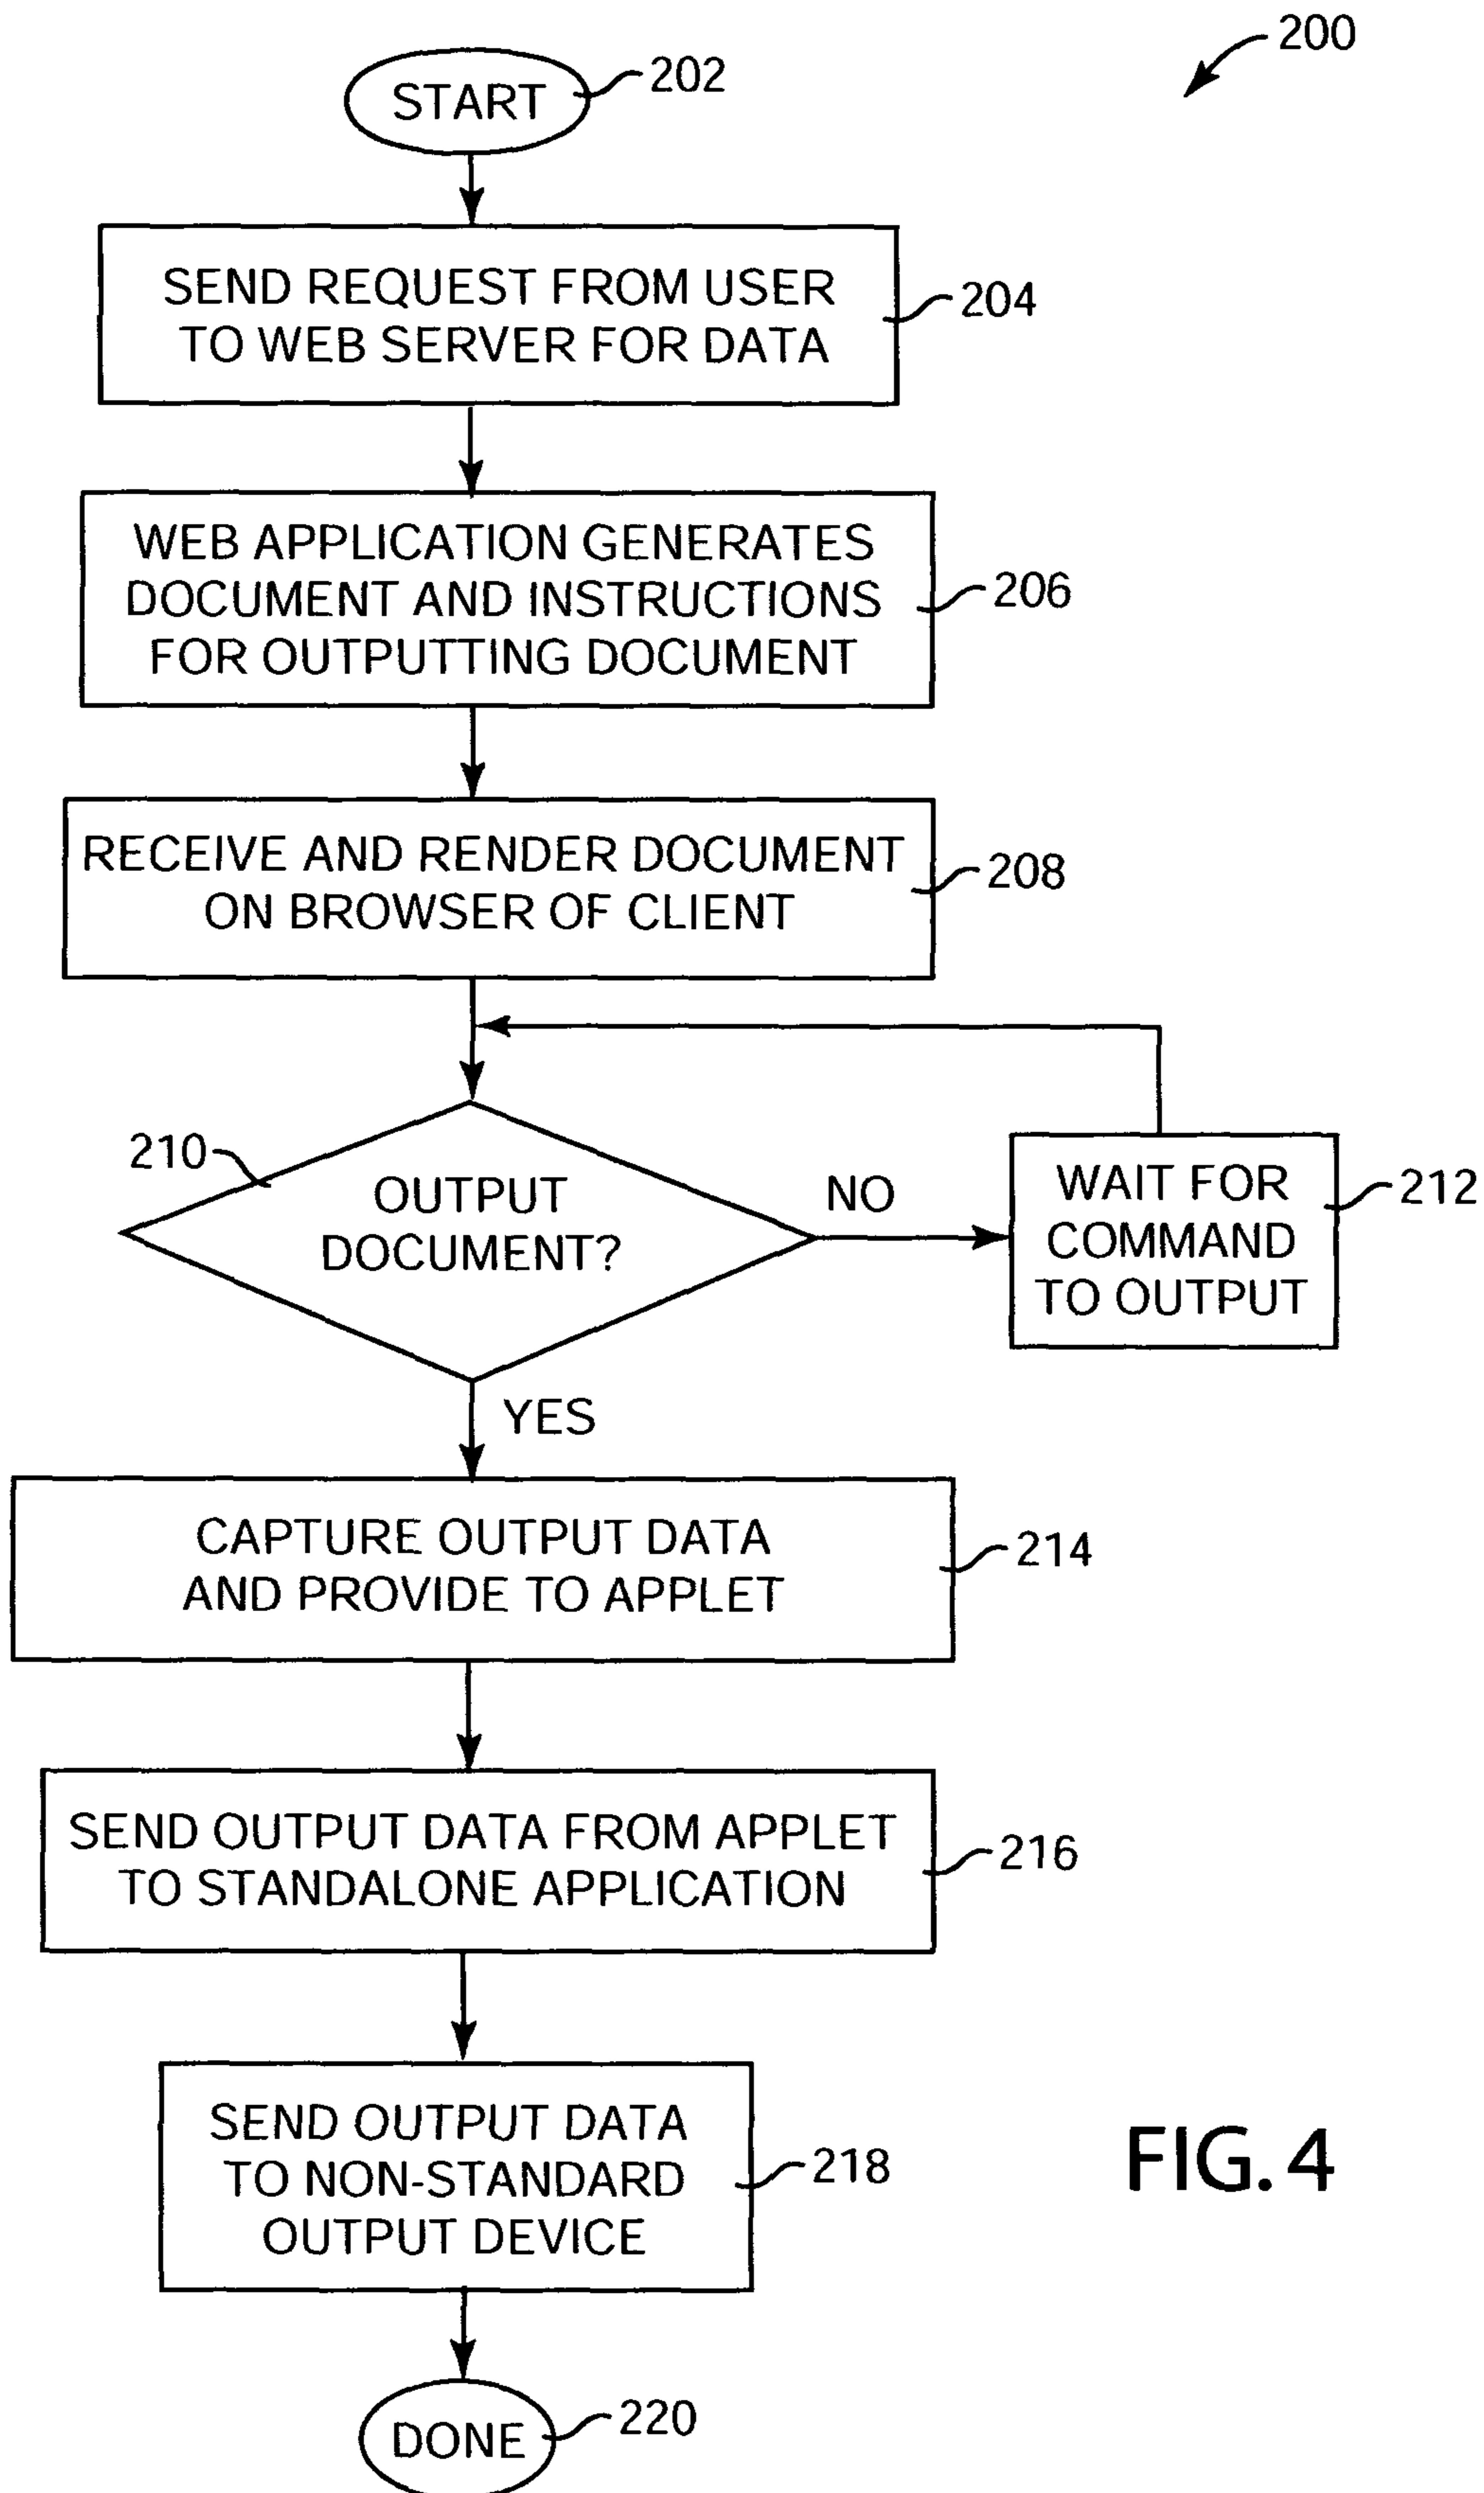 200
START
202
SEND REQUEST FROM USER
TO WEB SERVER FOR DATA
204
WEB APPLICATION GENERATES
DOCUMENT AND INSTRUCTIONS
FOR OUTPUTTING DOCUMENT
206
RECEIVE AND RENDER DOCUMENT
ON BROWSER OF CLIENT
208
210
OUTPUT
DOCUMENT?
NO
WAIT FOR
COMMAND
TO OUTPUT
212
YES
CAPTURE OUTPUT DATA
AND PROVIDE TO APPLET
214
SEND OUTPUT DATA FROM APPLET
TO STANDALONE APPLICATION
216
SEND OUTPUT DATA
TO NON-STANDARD
OUTPUT DEVICE
218
FIG. 4
DONE
220